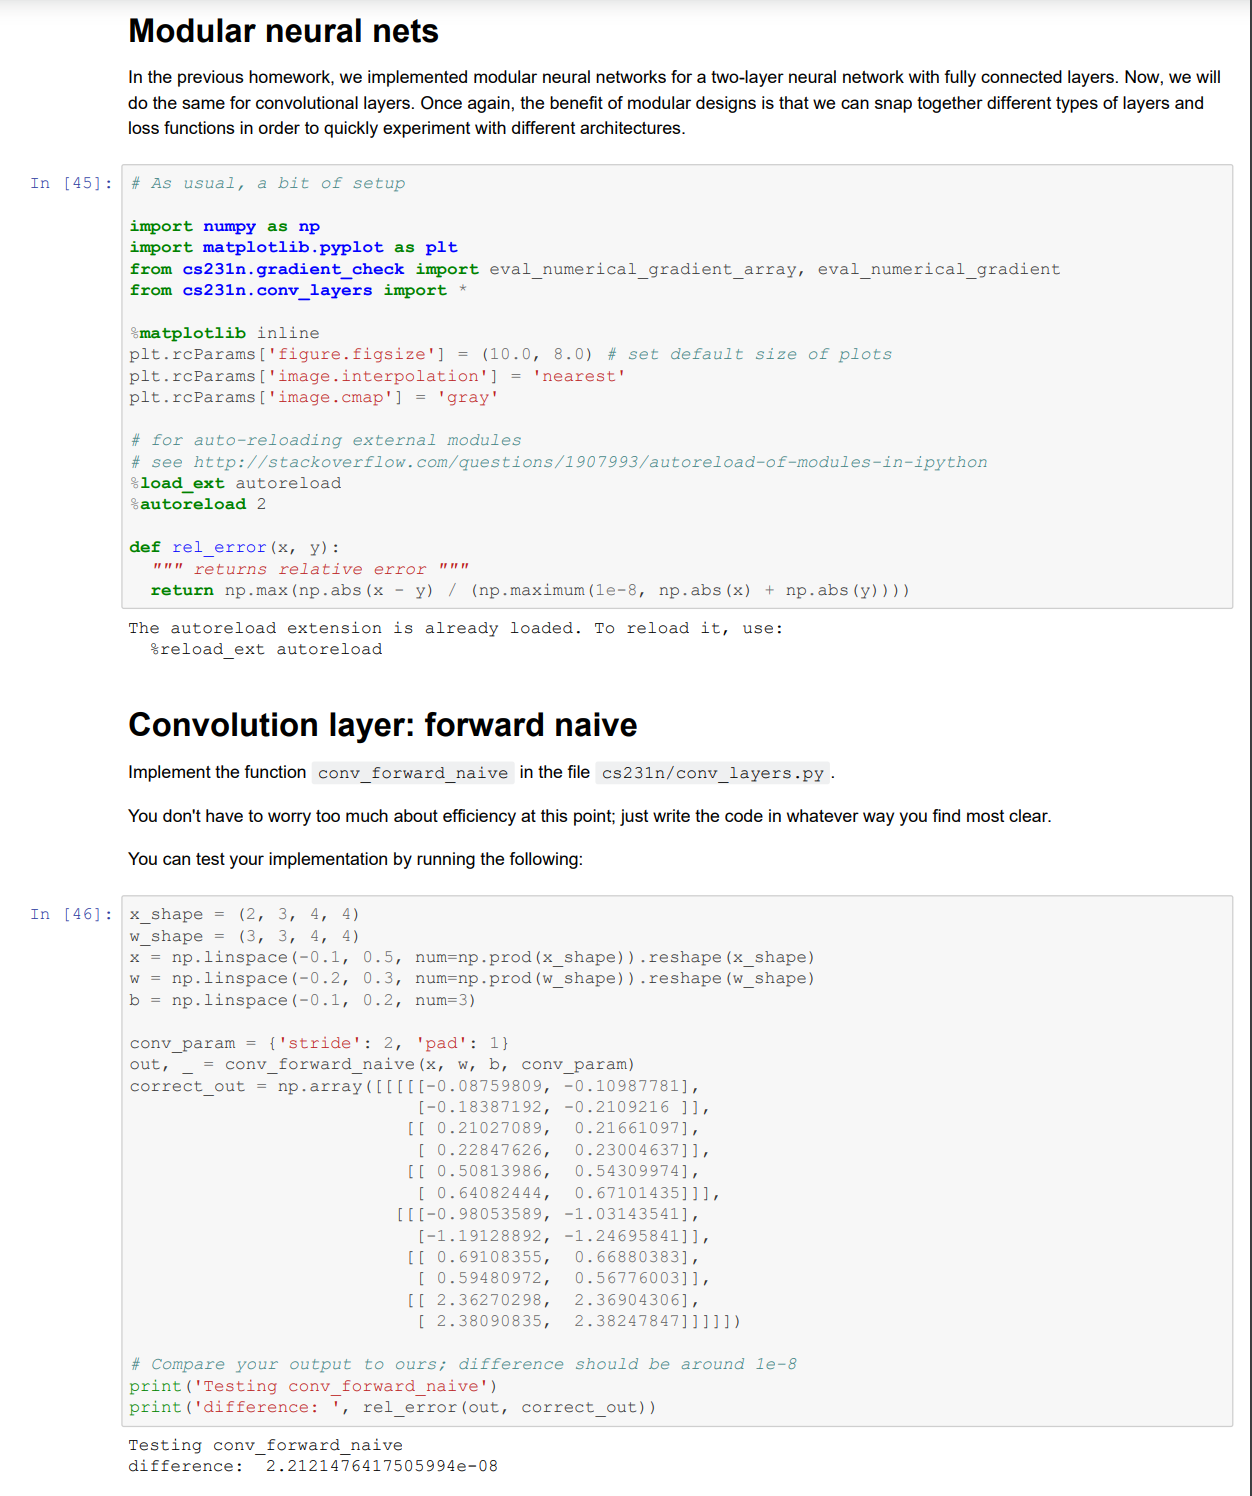 Modular neural nets
In the previous homework, we implemented modular neural networks for a two-layer neural network with fully connected layers. Now, we will
do the same for convolutional layers. Once again, the benefit of modular designs is that we can snap together different types of layers and
loss functions in order to quickly experiment with different architectures.
In [45]: # As usual, a bit of setup
import numpy as np
import matplotlib.pyplot as plt
from cs231n.gradient_check import eval_numerical_gradient_array, eval_numerical_gradient
from cs231n.conv_layers import *
%matplotlib inline
plt.rcParams['figure.figsize'] = (10.0, 8.0) # set default size of plots
plt.rcParams['image.interpolation'] = 'nearest'
plt.rcParams['image.cmap'] = 'gray'
# for auto-reloading external modules
# see http://stackoverflow.com/questions/1907993/autoreload-of-modules-in-ipython
%load_ext autoreload
%autoreload 2
def rel_error(x, y):
  """ returns relative error """
  return np.max(np.abs(x - y) / (np.maximum(1e-8, np.abs(x) + np.abs(y))))
The autoreload extension is already loaded. To reload it, use:
  %reload_ext autoreload
Convolution layer: forward naive
Implement the function conv_forward_naive in the file cs231n/conv_layers.py.
You don't have to worry too much about efficiency at this point; just write the code in whatever way you find most clear.
You can test your implementation by running the following:
In [46]: x_shape = (2, 3, 4, 4)
w_shape = (3, 3, 4, 4)
x = np.linspace(-0.1, 0.5, num=np.prod(x_shape)).reshape(x_shape)
w = np.linspace(-0.2, 0.3, num=np.prod(w_shape)).reshape(w_shape)
b = np.linspace(-0.1, 0.2, num=3)
conv_param = {'stride': 2, 'pad': 1}
out, _ = conv_forward_naive(x, w, b, conv_param)
correct_out = np.array([[[[[-0.08759809, -0.10987781],
                           [-0.18387192, -0.2109216 ]],
                          [[ 0.21027089,  0.21661097],
                           [ 0.22847626,  0.23004637]],
                          [[ 0.50813986,  0.54309974],
                           [ 0.64082444,  0.67101435]]],
                         [[[-0.98053589, -1.03143541],
                           [-1.19128892, -1.24695841]],
                          [[ 0.69108355,  0.66880383],
                           [ 0.59480972,  0.56776003]],
                          [[ 2.36270298,  2.36904306],
                           [ 2.38090835,  2.38247847]]]]])
# Compare your output to ours; difference should be around 1e-8
print('Testing conv_forward_naive')
print('difference: ', rel_error(out, correct_out))
Testing conv_forward_naive
difference:  2.2121476417505994e-08